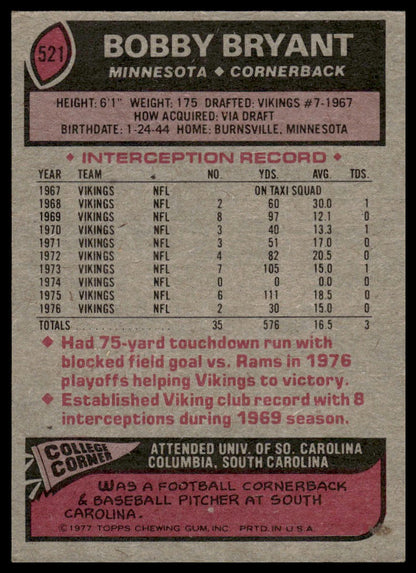 521
BOBBY BRYANT
MINNESOTA ◆ CORNERBACK
HEIGHT: 6'1" WEIGHT: 175 DRAFTED: VIKINGS #7-1967
HOW ACQUIRED: VIA DRAFT
BIRTHDATE: 1-24-44 HOME: BURNSVILLE, MINNESOTA
◆ INTERCEPTION RECORD ◆
YEAR TEAM NO. YDS. AVG. TDS.
1967 VIKINGS NFL ON TAXI SQUAD
1968 VIKINGS NFL 2 60 30.0 1
1969 VIKINGS NFL 8 97 12.1 0
1970 VIKINGS NFL 3 40 13.3 1
1971 VIKINGS NFL 3 51 17.0 0
1972 VIKINGS NFL 4 82 20.5 0
1973 VIKINGS NFL 7 105 15.0 1
1974 VIKINGS NFL 0 0 .0 0
1975 VIKINGS NFL 6 111 18.5 0
1976 VIKINGS NFL 2 30 15.0 0
TOTALS 35 576 16.5 3
◆ Had 75-yard touchdown run with
blocked field goal vs. Rams in 1976
playoffs helping Vikings to victory.
◆ Established Viking club record with 8
interceptions during 1969 season.
COLLEGE
CORNER
ATTENDED UNIV. OF SO. CAROLINA
COLUMBIA, SOUTH CAROLINA
WAS A FOOTBALL CORNERBACK
& BASEBALL PITCHER AT SOUTH
CAROLINA.
©1977 TOPPS CHEWING GUM, INC. PRTD. IN U.S.A.